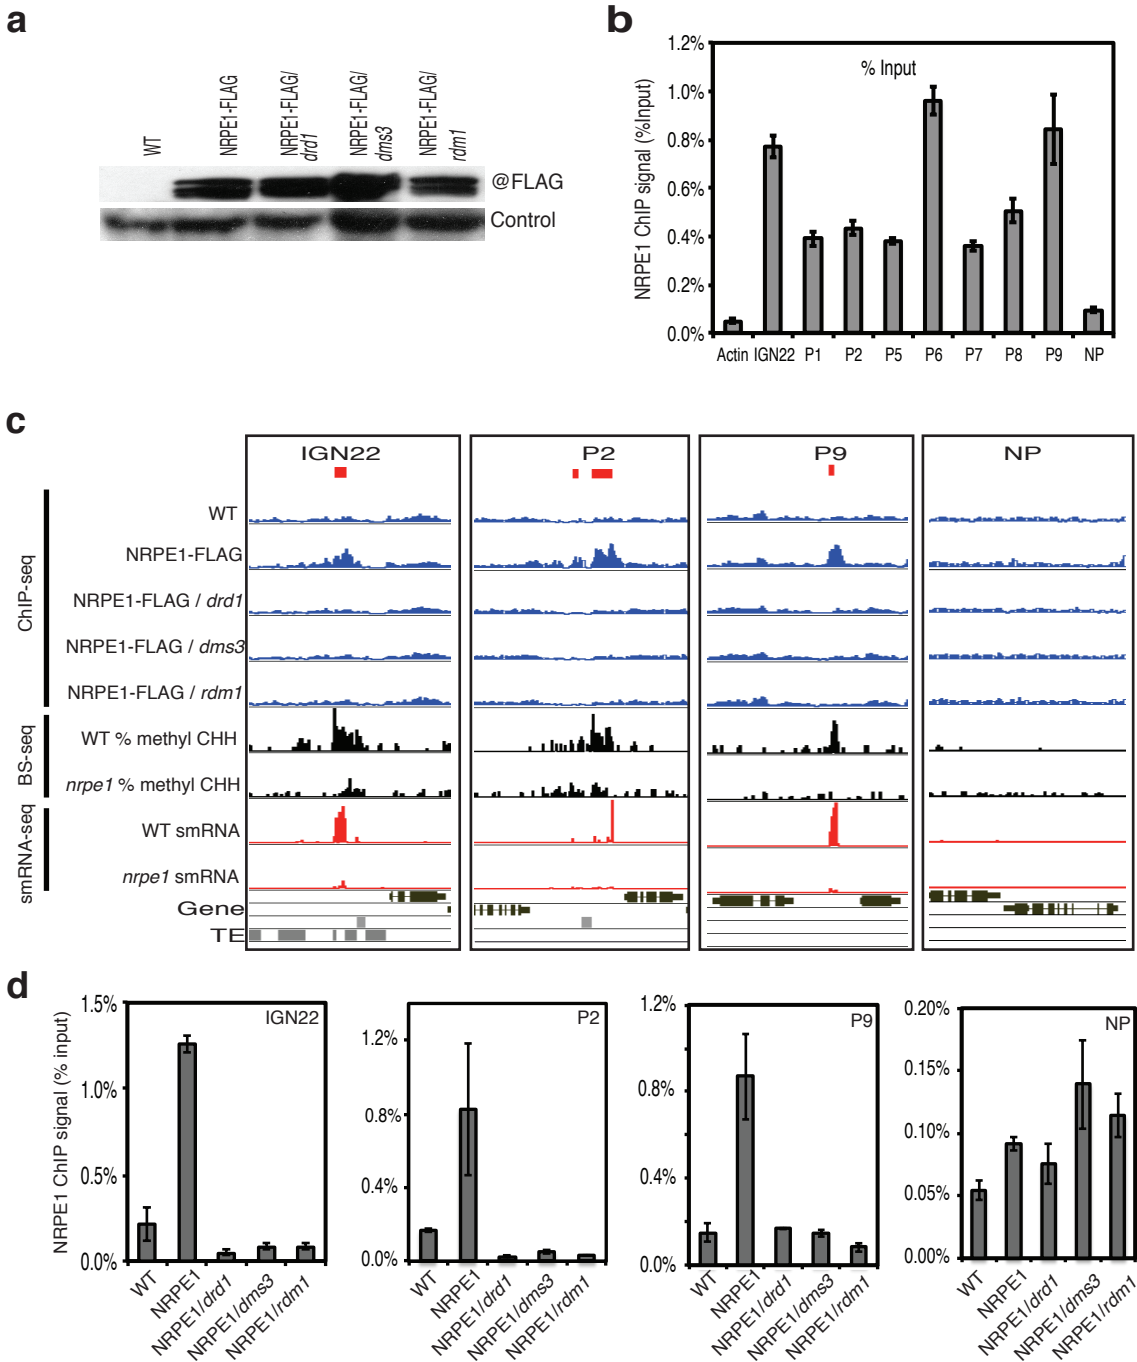 a
WT
NRPE1-FLAG
NRPE1-FLAG/
drd1
NRPE1-FLAG/
dms3
NRPE1-FLAG/
rdm1
@FLAG
Control
b
1.2%
1.0%
0.8%
0.6%
0.4%
0.2%
0.0%
NRPE1 ChIP signal (%Input)
% Input
Actin IGN22 P1 P2 P5 P6 P7 P8 P9 NP
c
IGN22 P2 P9 NP
ChIP-seq
WT
NRPE1-FLAG
NRPE1-FLAG / drd1
NRPE1-FLAG / dms3
NRPE1-FLAG / rdm1
BS-seq
WT % methyl CHH
nrpe1 % methyl CHH
smRNA-seq
WT smRNA
nrpe1 smRNA
Gene
TE
d
NRPE1 ChIP signal (% input)
1.5%
1.0%
0.5%
0.0%
IGN22
WT
NRPE1
NRPE1/drd1
NRPE1/dms3
NRPE1/rdm1
1.2%
0.8%
0.4%
0.0%
P2
WT
NRPE1
NRPE1/drd1
NRPE1/dms3
NRPE1/rdm1
1.2%
0.8%
0.4%
0.0%
P9
WT
NRPE1
NRPE1/drd1
NRPE1/dms3
NRPE1/rdm1
0.20%
0.15%
0.10%
0.05%
0.00%
NP
WT
NRPE1
NRPE1/drd1
NRPE1/dms3
NRPE1/rdm1